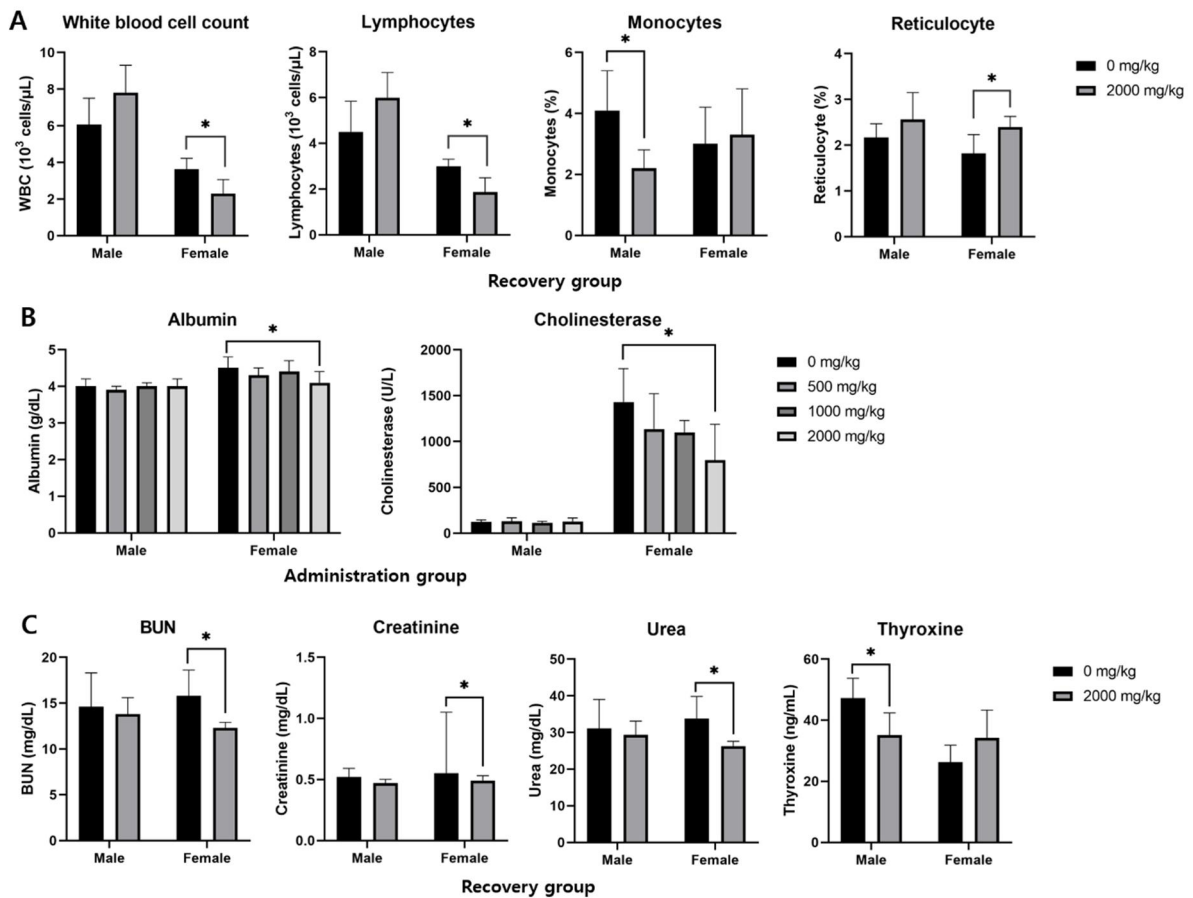 A
White blood cell count
WBC (10³ cells/µL)
10
8
6
4
2
0
*
Male
Female
Lymphocytes
Lymphocytes (10³ cells/µL)
8
6
4
2
0
*
Male
Female
Monocytes
Monocytes (%)
6
4
2
0
*
Male
Female
Reticulocyte
Reticulocyte (%)
4
3
2
1
0
*
Male
Female
0 mg/kg
2000 mg/kg
Recovery group
B
Albumin
Albumin (g/dL)
5
4
3
2
1
0
*
Male
Female
Cholinesterase
Cholinesterase (U/L)
2000
1500
1000
500
0
*
Male
Female
0 mg/kg
500 mg/kg
1000 mg/kg
2000 mg/kg
Administration group
C
BUN
BUN (mg/dL)
20
15
10
5
0
*
Male
Female
Creatinine
Creatinine (mg/dL)
1.5
1.0
0.5
0.0
*
Male
Female
Urea
Urea (mg/dL)
50
40
30
20
10
0
*
Male
Female
Thyroxine
Thyroxine (ng/mL)
60
40
20
0
*
Male
Female
0 mg/kg
2000 mg/kg
Recovery group